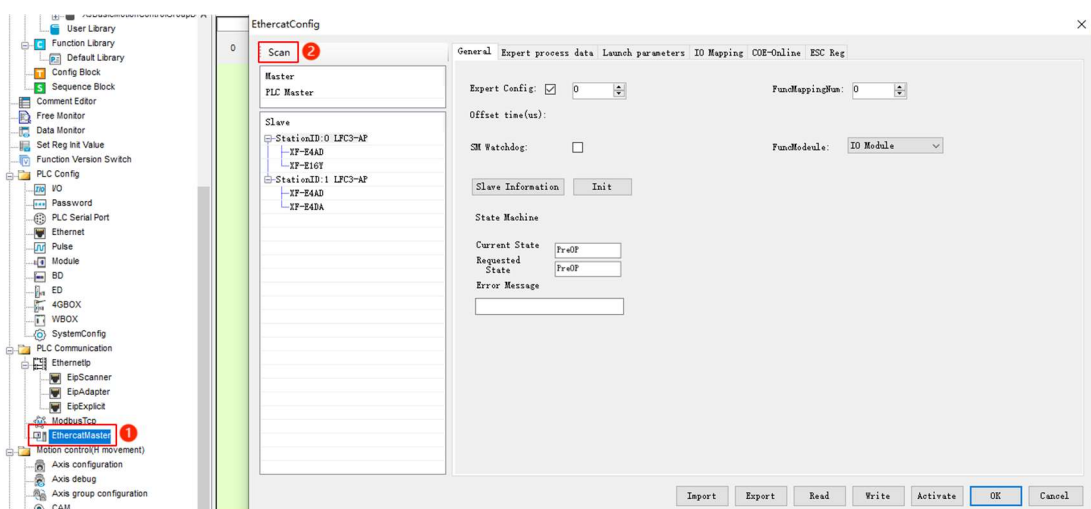 User Library
Function Library
Default Library
Config Block
Sequence Block
Comment Editor
Free Monitor
Data Monitor
Set Reg Init Value
Function Version Switch
PLC Config
I/O
Password
PLC Serial Port
Ethernet
Pulse
Module
BD
ED
4GBOX
WBOX
SystemConfig
PLC Communication
EthernetIp
EipScanner
EipAdapter
EipExplicit
ModbusTcp
EthercatMaster 1
Motion control(H movement)
Axis configuration
Axis debug
Axis group configuration
CAM
0
EthercatConfig
Scan 2
Master
PLC Master
Slave
StationID:0 LFC3-AP
XF-E4AD
XF-E16Y
StationID:1 LFC3-AP
XF-E4AD
XF-E4DA
General Expert process data Launch parameters IO Mapping COE-Online ESC Reg
Expert Config: 0 FuncMappingNum: 0
Offset time(us):
SM Watchdog: FuncModeule: IO Module
Slave Information Init
State Machine
Current State PreOP
Requested State PreOP
Error Message
Import Export Read Write Activate OK Cancel